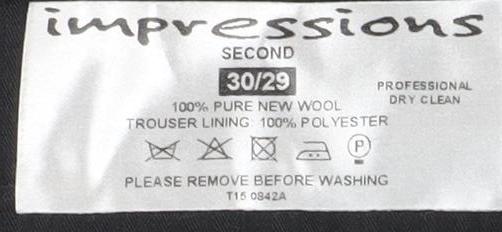 impressions
SECOND
30/29
PROFESSIONAL
DRY CLEAN
100% PURE NEW WOOL
TROUSER LINING 100% POLYESTER
P
PLEASE REMOVE BEFORE WASHING
T15 0842A